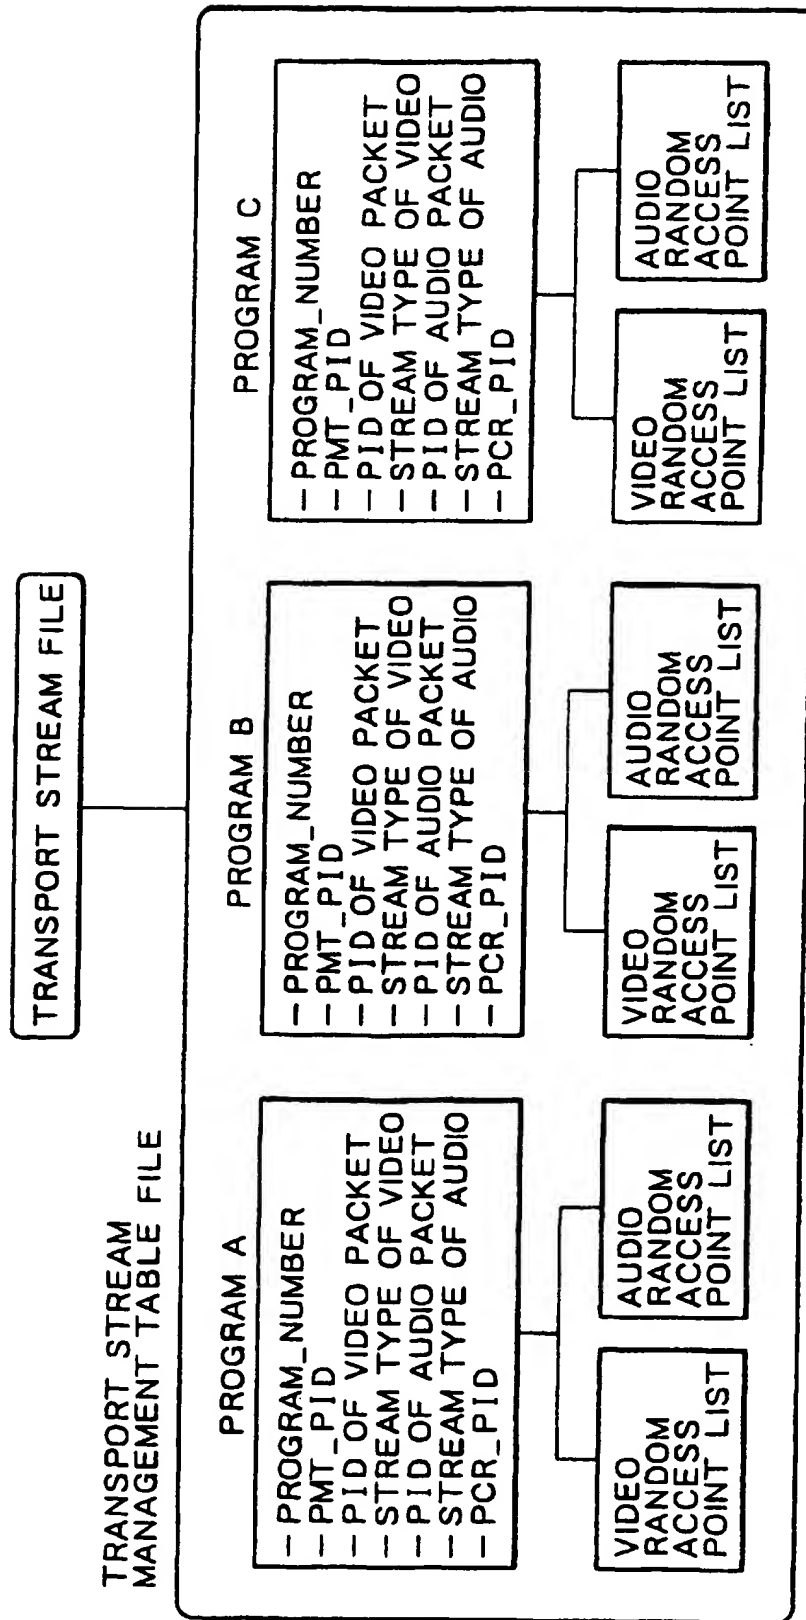 TRANSPORT STREAM FILE
TRANSPORT STREAM
MANAGEMENT TABLE FILE
PROGRAM A
—PROGRAM_NUMBER
—PMT_PID
—PID OF VIDEO PACKET
—STREAM TYPE OF VIDEO
—PID OF AUDIO PACKET
—STREAM TYPE OF AUDIO
—PCR_PID
VIDEO
RANDOM
ACCESS
POINT LIST
AUDIO
RANDOM
ACCESS
POINT LIST
PROGRAM B
—PROGRAM_NUMBER
—PMT_PID
—PID OF VIDEO PACKET
—STREAM TYPE OF VIDEO
—PID OF AUDIO PACKET
—STREAM TYPE OF AUDIO
—PCR_PID
VIDEO
RANDOM
ACCESS
POINT LIST
AUDIO
RANDOM
ACCESS
POINT LIST
PROGRAM C
—PROGRAM_NUMBER
—PMT_PID
—PID OF VIDEO PACKET
—STREAM TYPE OF VIDEO
—PID OF AUDIO PACKET
—STREAM TYPE OF AUDIO
—PCR_PID
VIDEO
RANDOM
ACCESS
POINT LIST
AUDIO
RANDOM
ACCESS
POINT LIST